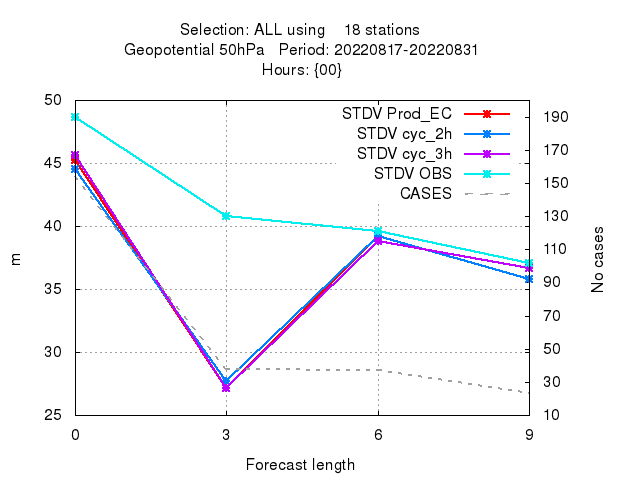 Selection: ALL using    18 stations
Geopotential 50hPa   Period: 20220817-20220831
Hours: {00}
50
45
40
35
30
25
m
STDV Prod_EC
STDV cyc_2h
STDV cyc_3h
STDV OBS
CASES
190
170
150
130
110
90
70
50
30
10
No cases
0
3
6
9
Forecast length